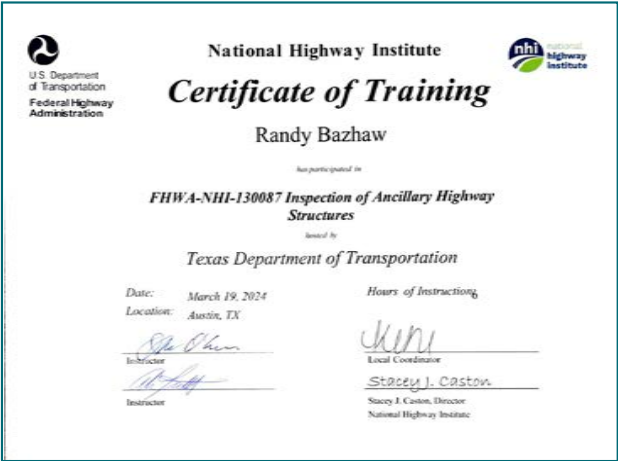 U.S. Department
of Transportation
Federal Highway
Administration
National Highway Institute
nhi national
highway
institute
Certificate of Training
Randy Bazhaw
has participated in
FHWA-NHI-130087 Inspection of Ancillary Highway
Structures
hosted by
Texas Department of Transportation
Date: March 19, 2024
Location: Austin, TX
Hours of Instruction:
Instructor
Local Coordinator
Instructor
Stacey J. Caston
Stacey J. Caston, Director
National Highway Institute